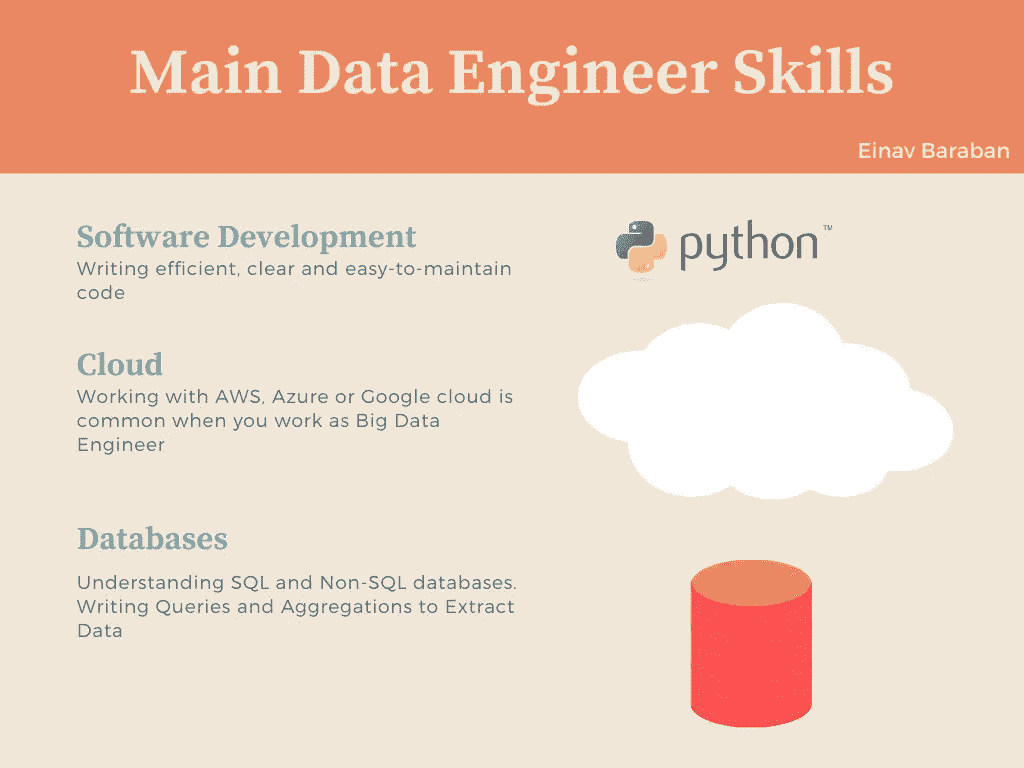 Main Data Engineer Skills
Einav Baraban
Software Development
Writing efficient, clear and easy-to-maintain
code
python™
Cloud
Working with AWS, Azure or Google cloud is
common when you work as Big Data
Engineer
Databases
Understanding SQL and Non-SQL databases.
Writing Queries and Aggregations to Extract
Data